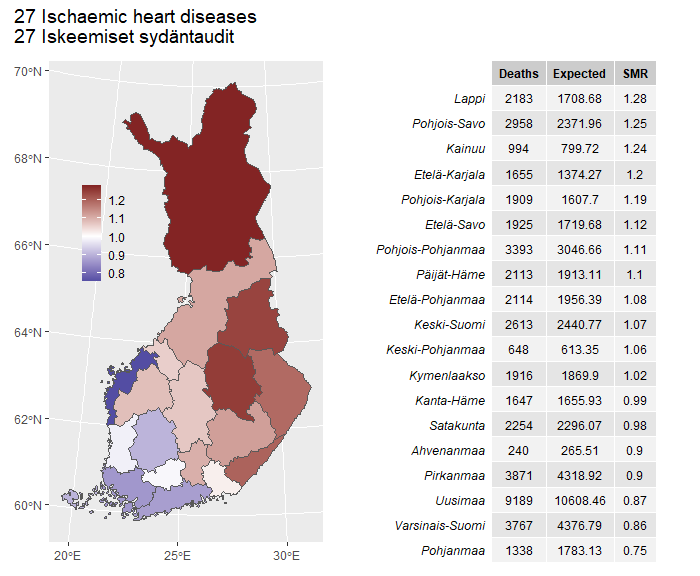 27 Ischaemic heart diseases
27 Iskeemiset sydäntaudit
70°N
68°N
66°N
64°N
62°N
60°N
20°E 25°E 30°E
1.2
1.1
1.0
0.9
0.8
Deaths Expected SMR
Lappi 2183 1708.68 1.28
Pohjois-Savo 2958 2371.96 1.25
Kainuu 994 799.72 1.24
Etelä-Karjala 1655 1374.27 1.2
Pohjois-Karjala 1909 1607.7 1.19
Etelä-Savo 1925 1719.68 1.12
Pohjois-Pohjanmaa 3393 3046.66 1.11
Päijät-Häme 2113 1913.11 1.1
Etelä-Pohjanmaa 2114 1956.39 1.08
Keski-Suomi 2613 2440.77 1.07
Keski-Pohjanmaa 648 613.35 1.06
Kymenlaakso 1916 1869.9 1.02
Kanta-Häme 1647 1655.93 0.99
Satakunta 2254 2296.07 0.98
Ahvenanmaa 240 265.51 0.9
Pirkanmaa 3871 4318.92 0.9
Uusimaa 9189 10608.46 0.87
Varsinais-Suomi 3767 4376.79 0.86
Pohjanmaa 1338 1783.13 0.75